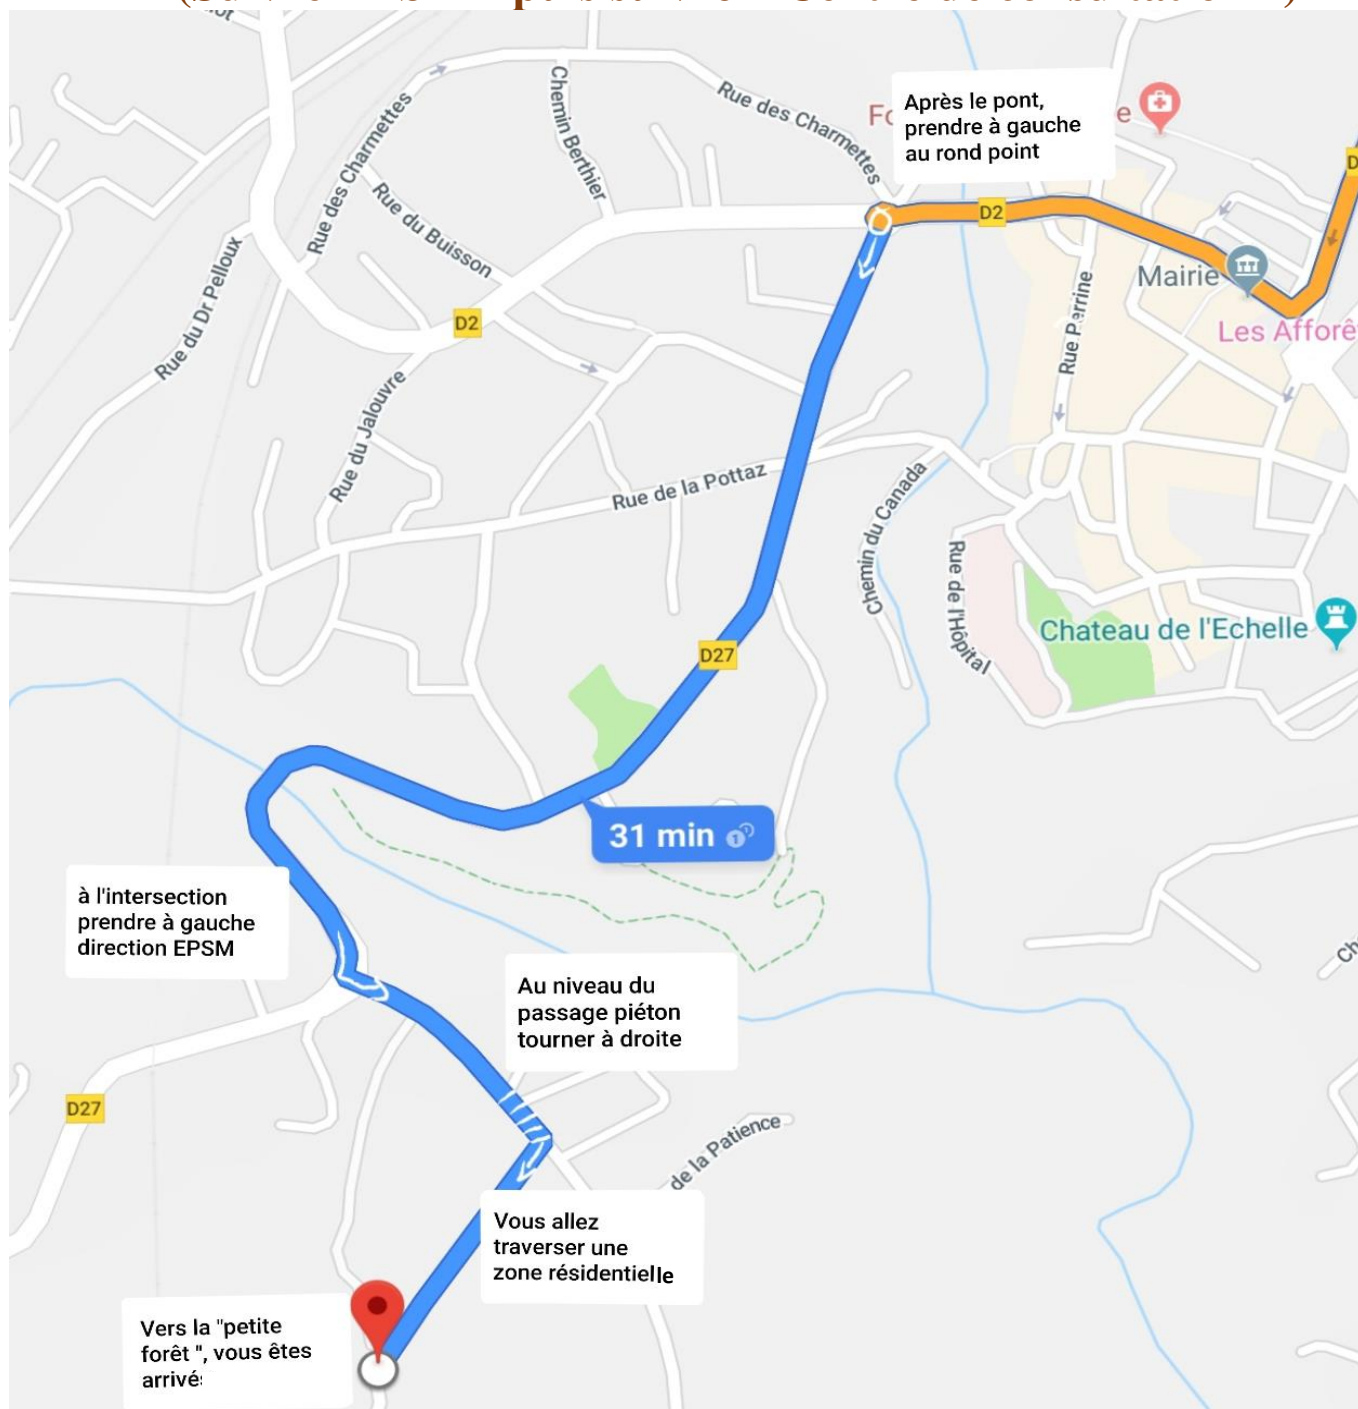 Après le pont,
prendre à gauche
au rond point
Rue des Charmettes
Chemin Berthier
Rue des Charmettes
Rue du Buisson
Rue du Dr Pelloux
D2
Mairie
Rue Perrine
D2
Rue du Jalouvre
Rue de la Pottaz
Chemin du Canada
Rue de l'Hôpital
Chateau de l'Echelle
D27
31 min
à l'intersection
prendre à gauche
direction EPSM
Au niveau du
passage piéton
tourner à droite
D27
de la Patience
Vous allez
traverser une
zone résidentielle
Vers la "petite
forêt ", vous êtes